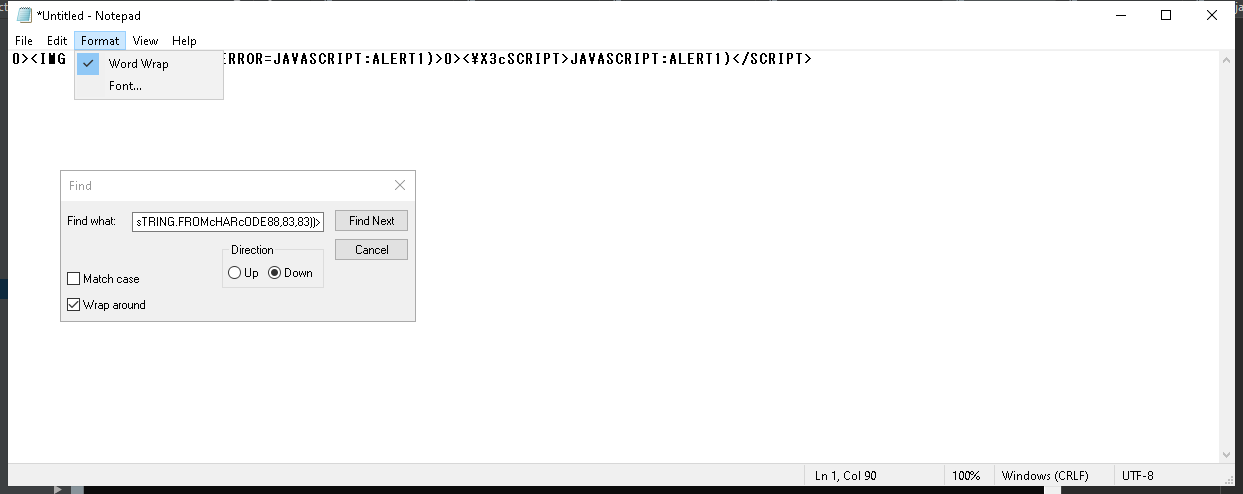 *Untitled - Notepad
File Edit Format View Help
O><IMG ERROR=JAVASCRIPT:ALERT1)>O><¥X3cSCRIPT>JAVASCRIPT:ALERT1)</SCRIPT>
Word Wrap
Font...
Find
Find what: sTRING.FROMcHARcODE88,83,83))> Find Next
Direction Cancel
Up Down
Match case
Wrap around
Ln 1, Col 90 100% Windows (CRLF) UTF-8